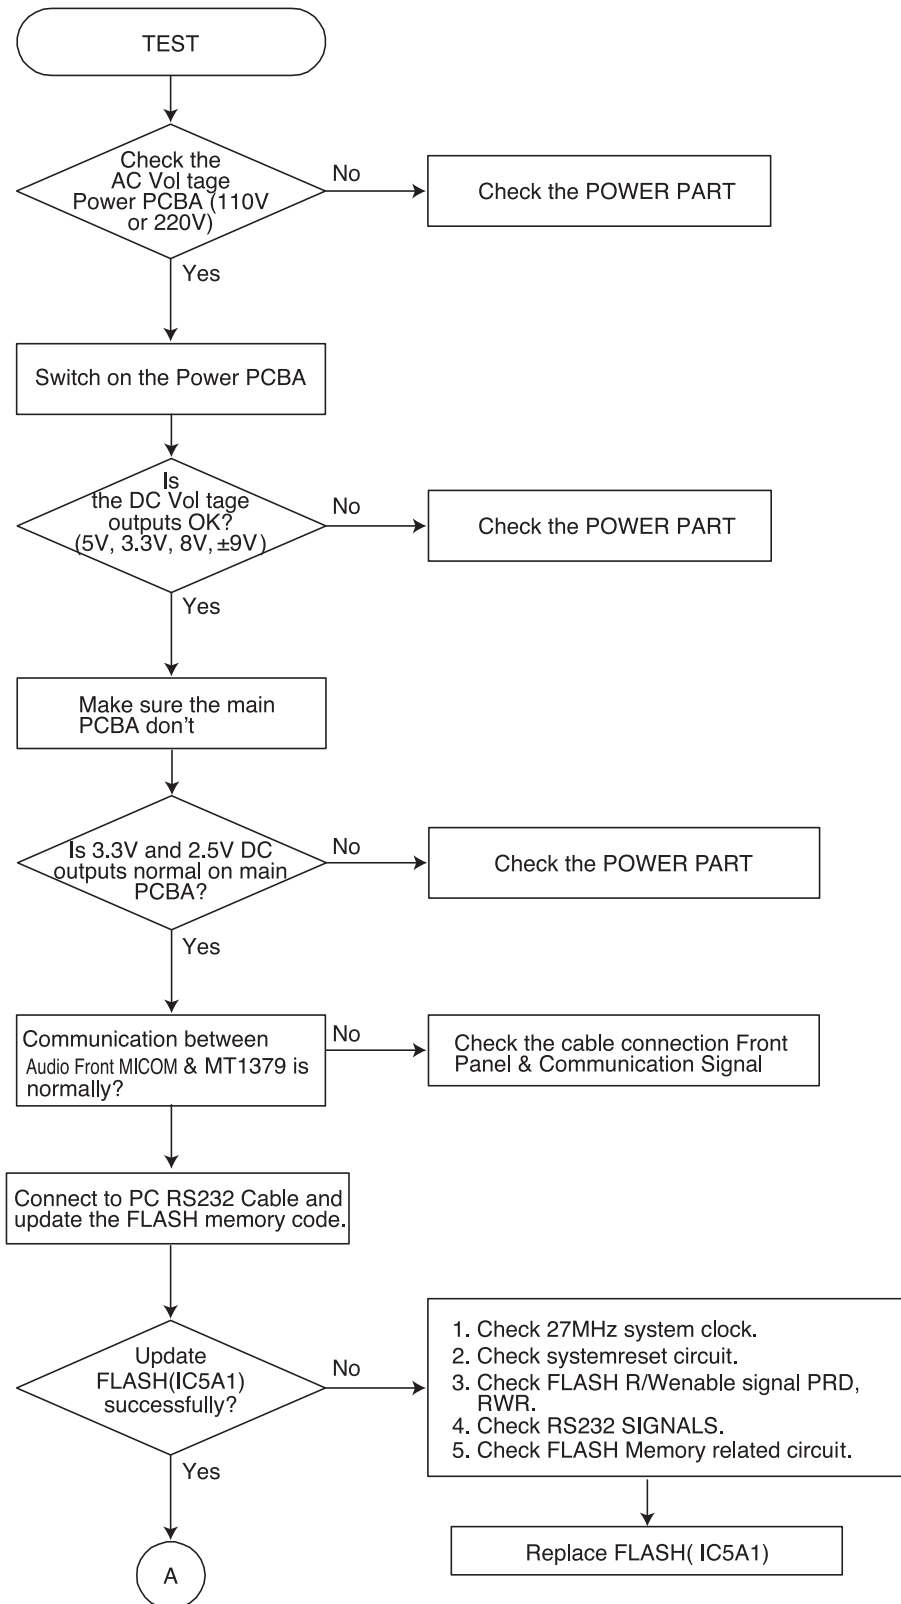 TEST
Check the
AC Vol tage
Power PCBA (110V
or 220V)
No
Check the POWER PART
Yes
Switch on the Power PCBA
Is
the DC Vol tage
outputs OK?
(5V, 3.3V, 8V, ±9V)
No
Check the POWER PART
Yes
Make sure the main
PCBA don't
Is 3.3V and 2.5V DC
outputs normal on main
PCBA?
No
Check the POWER PART
Yes
Communication between
Audio Front MICOM & MT1379 is
normally?
No
Check the cable connection Front
Panel & Communication Signal
Connect to PC RS232 Cable and
update the FLASH memory code.
Update
FLASH(IC5A1)
successfully?
No
1. Check 27MHz system clock.
2. Check systemreset circuit.
3. Check FLASH R/Wenable signal PRD,
RWR.
4. Check RS232 SIGNALS.
5. Check FLASH Memory related circuit.
Yes
Replace FLASH( IC5A1)
A